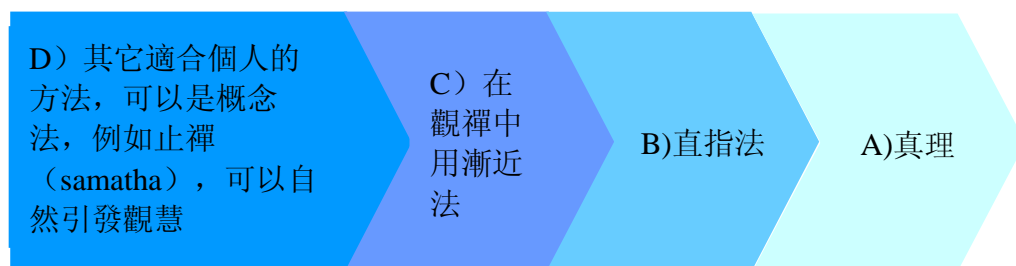 D）其它適合個人的
方法，可以是概念
法，例如止禪
（samatha），可以自
然引發觀慧
C）在
觀禪中
用漸近
法
B)直指法
A)真理